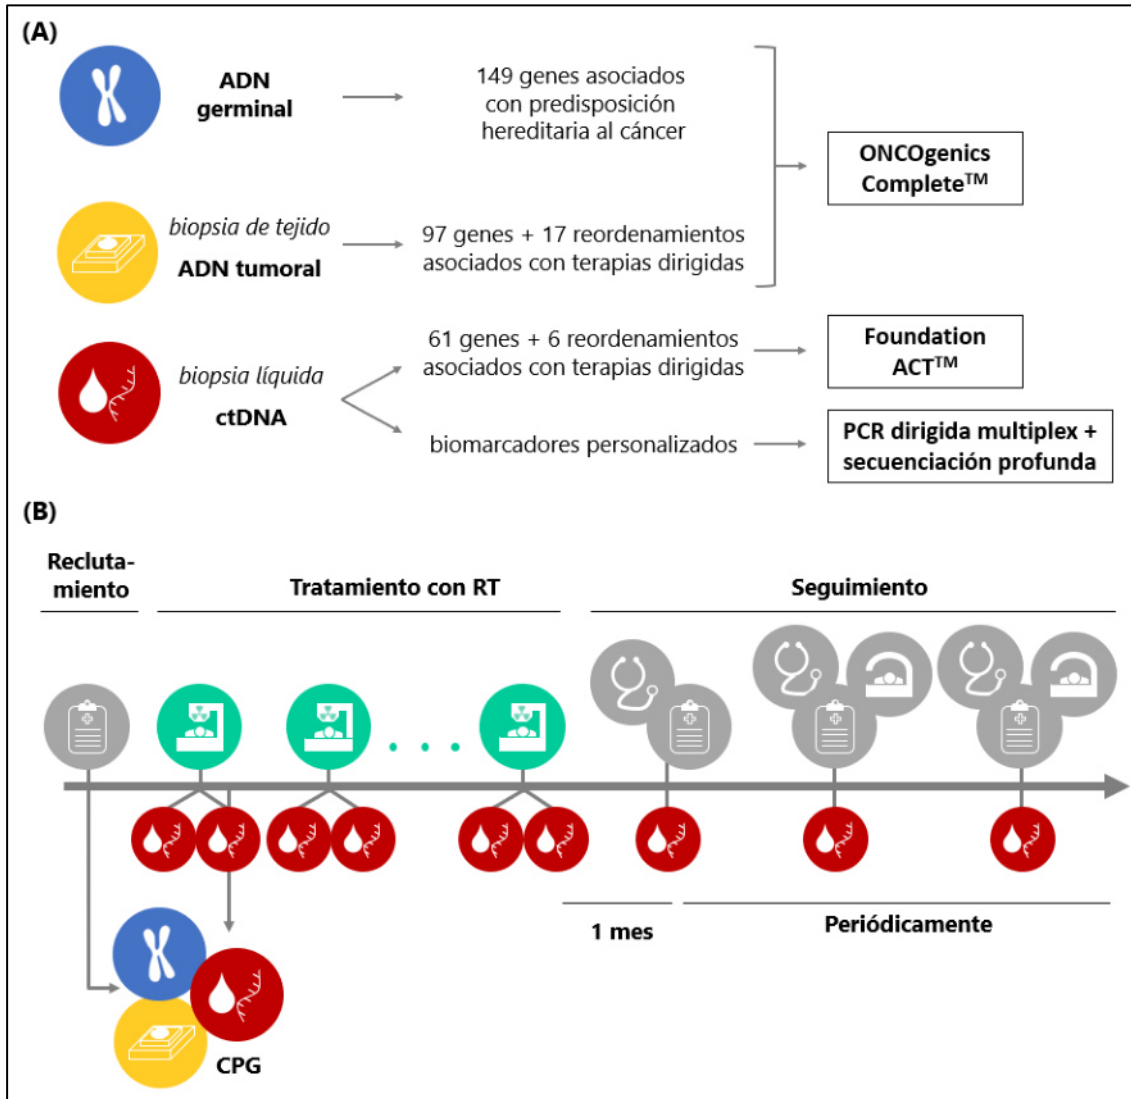 (A)
ADN
germinal
149 genes asociados
con predisposición
hereditaria al cáncer
ONCOgenics
Complete™
biopsia de tejido
ADN tumoral
97 genes + 17 reordenamientos
asociados con terapias dirigidas
biopsia líquida
ctDNA
61 genes + 6 reordenamientos
asociados con terapias dirigidas
Foundation
ACT™
biomarcadores personalizados
PCR dirigida multiplex +
secuenciación profunda
(B)
Recluta-
miento
Tratamiento con RT
Seguimiento
1 mes
Periódicamente
CPG